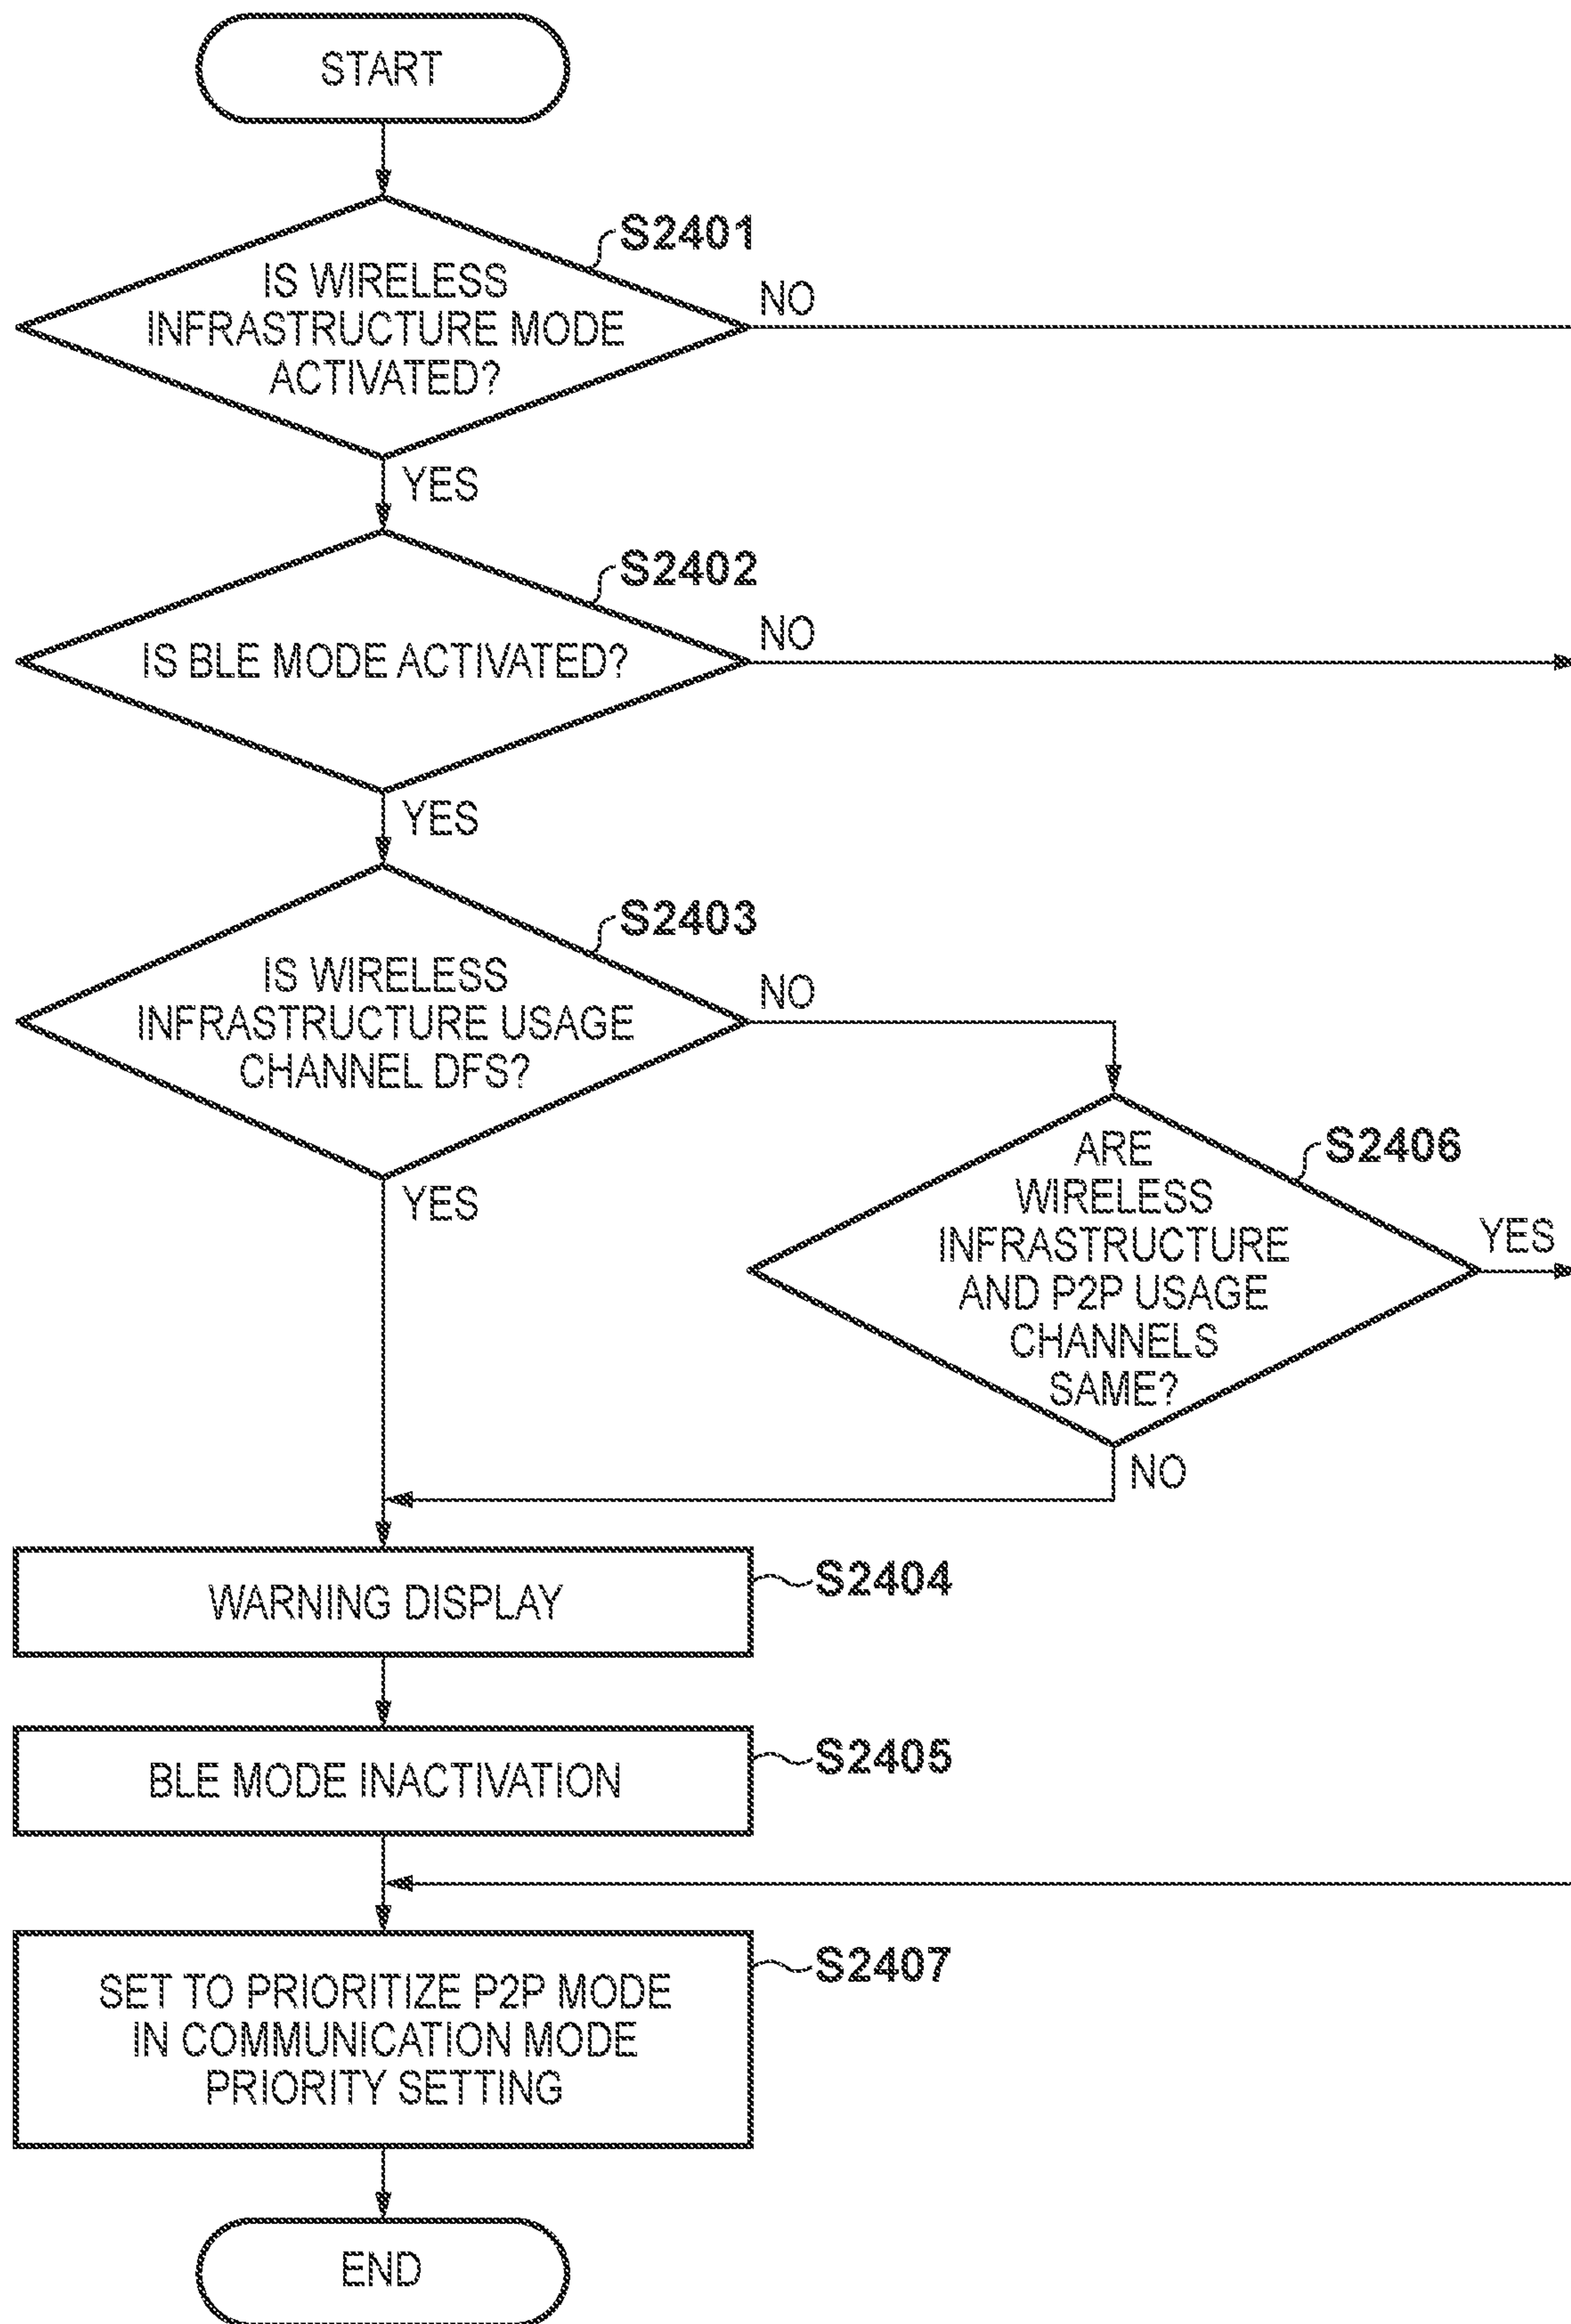 START
S2401
IS WIRELESS
INFRASTRUCTURE MODE
ACTIVATED?
NO
YES
S2402
IS BLE MODE ACTIVATED?
NO
YES
S2403
IS WIRELESS
INFRASTRUCTURE USAGE
CHANNEL DFS?
NO
YES
S2406
ARE
WIRELESS
INFRASTRUCTURE
AND P2P USAGE
CHANNELS
SAME?
YES
NO
WARNING DISPLAY
S2404
BLE MODE INACTIVATION
S2405
SET TO PRIORITIZE P2P MODE
IN COMMUNICATION MODE
PRIORITY SETTING
S2407
END